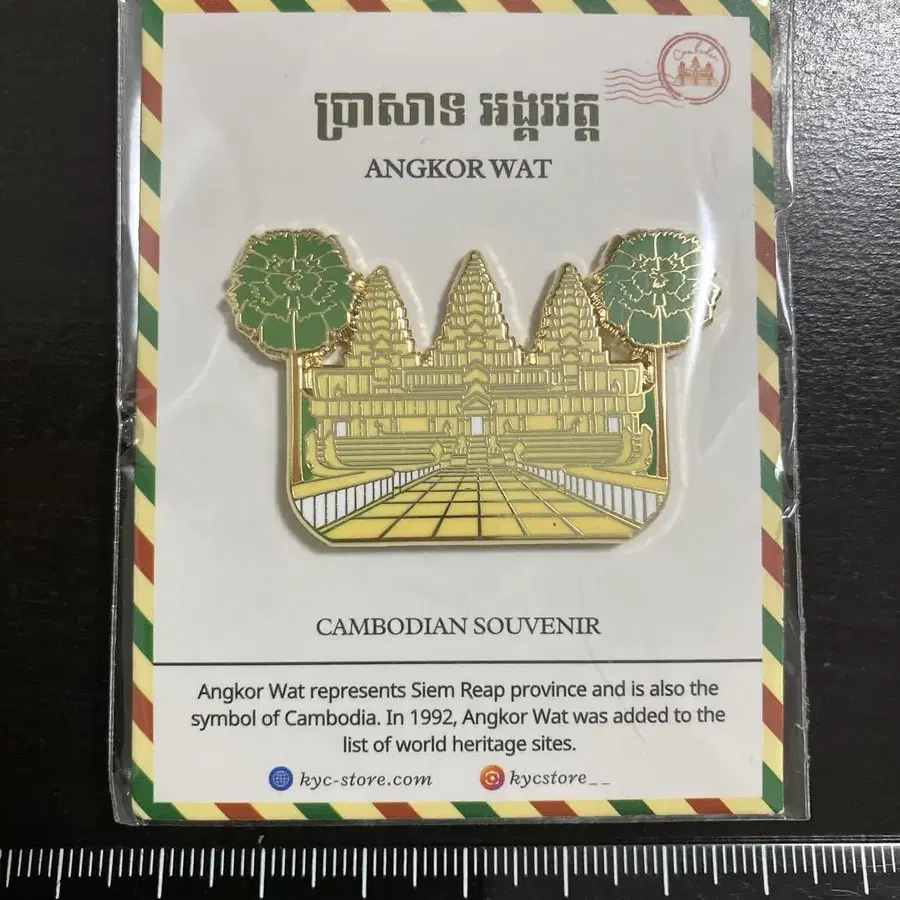 Cambodia
ប្រាសាទ អង្គរវត្ត
ANGKOR WAT
CAMBODIAN SOUVENIR
Angkor Wat represents Siem Reap province and is also the
symbol of Cambodia. In 1992, Angkor Wat was added to the
list of world heritage sites.
kyc-store.com kycstore__